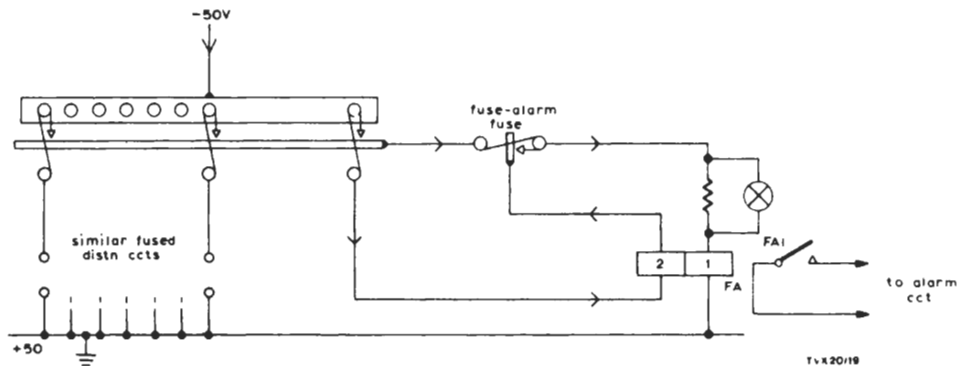 -50V
fuse-alarm
fuse
similar fused
distn ccts
2
1
FA1
FA
to alarm
cct
+50
TvX20/19